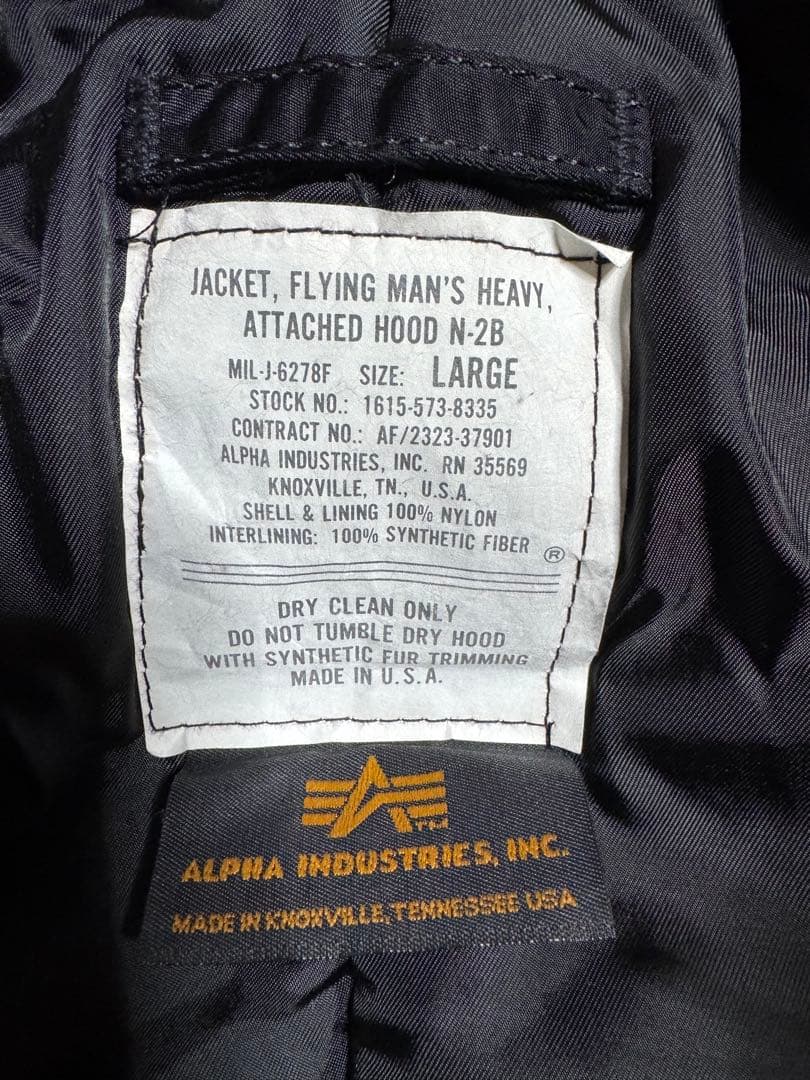 JACKET, FLYING MAN'S HEAVY,
ATTACHED HOOD N-2B
MIL-J-6278F SIZE: LARGE
STOCK NO.: 1615-573-8335
CONTRACT NO.: AF/2323-37901
ALPHA INDUSTRIES, INC. RN 35569
KNOXVILLE, TN., U.S.A.
SHELL & LINING 100% NYLON
INTERLINING: 100% SYNTHETIC FIBER ®
DRY CLEAN ONLY
DO NOT TUMBLE DRY HOOD
WITH SYNTHETIC FUR TRIMMING
MADE IN U.S.A.
A TM
ALPHA INDUSTRIES, INC.
MADE IN KNOXVILLE, TENNESSEE USA